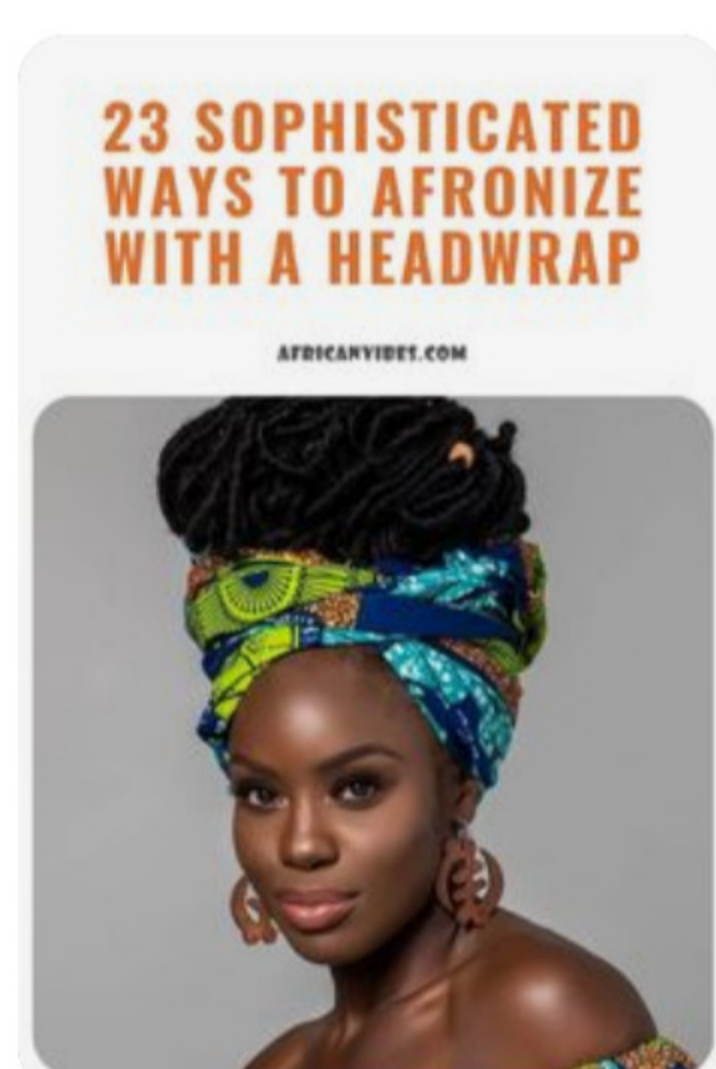 23 SOPHISTICATED
WAYS TO AFRONIZE
WITH A HEADWRAP
AFRICANVIBES.COM